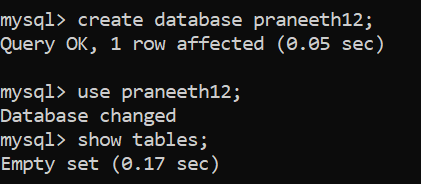 mysql> create database praneeth12;
Query OK, 1 row affected (0.05 sec)
mysql> use praneeth12;
Database changed
mysql> show tables;
Empty set (0.17 sec)